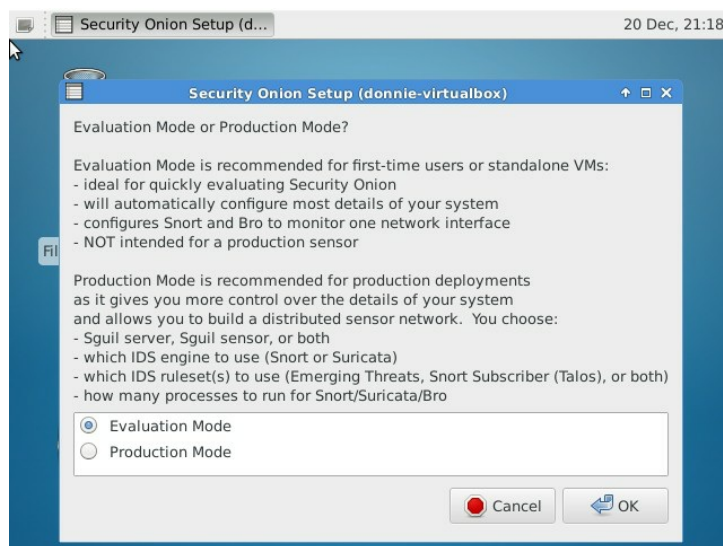 Security Onion Setup (d...
20 Dec, 21:18
Security Onion Setup (donnie-virtualbox)
Evaluation Mode or Production Mode?
Evaluation Mode is recommended for first-time users or standalone VMs:
- ideal for quickly evaluating Security Onion
- will automatically configure most details of your system
- configures Snort and Bro to monitor one network interface
- NOT intended for a production sensor
Fil
Production Mode is recommended for production deployments
as it gives you more control over the details of your system
and allows you to build a distributed sensor network. You choose:
- Sguil server, Sguil sensor, or both
- which IDS engine to use (Snort or Suricata)
- which IDS ruleset(s) to use (Emerging Threats, Snort Subscriber (Talos), or both)
- how many processes to run for Snort/Suricata/Bro
Evaluation Mode
Production Mode
Cancel
OK